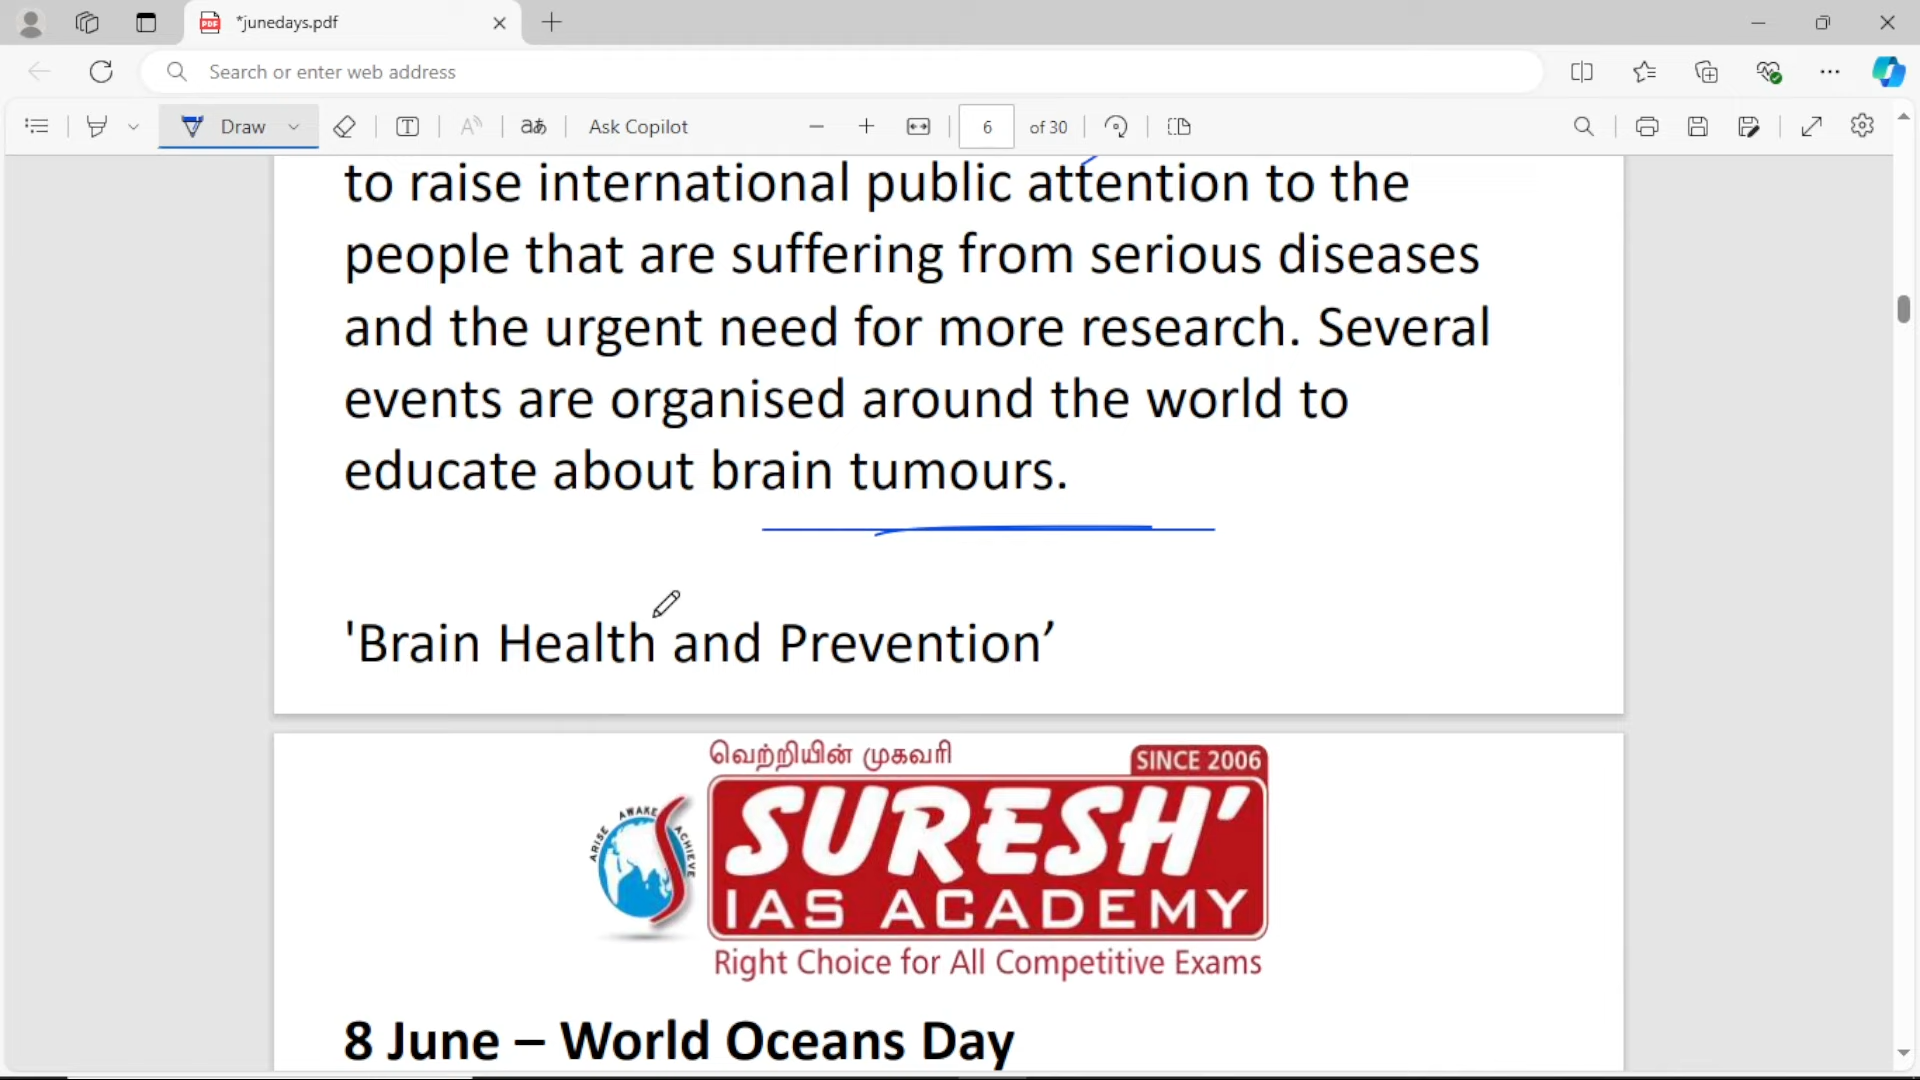 *junedays.pdf
Search or enter web address
Draw
Ask Copilot
6 of 30
to raise international public attention to the
people that are suffering from serious diseases
and the urgent need for more research. Several
events are organised around the world to
educate about brain tumours.
'Brain Health and Prevention’
வெற்றியின் முகவரி
SINCE 2006
ARISE AWAKE ACHIEVE
SURESH'
IAS ACADEMY
Right Choice for All Competitive Exams
8 June – World Oceans Day